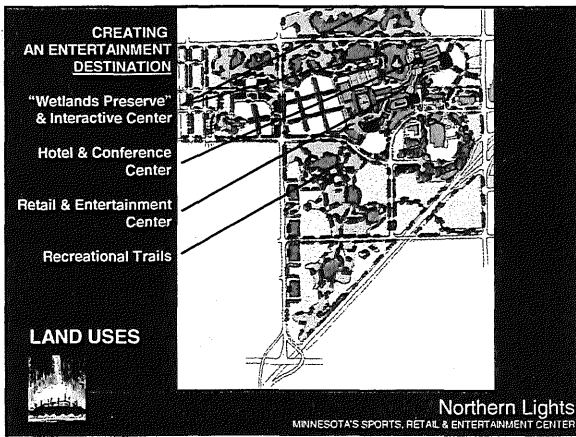 CREATING
AN ENTERTAINMENT
DESTINATION
"Wetlands Preserve"
& Interactive Center
Hotel & Conference
Center
Retail & Entertainment
Center
Recreational Trails
LAND USES
Northern Lights
MINNESOTA'S SPORTS, RETAIL & ENTERTAINMENT CENTER